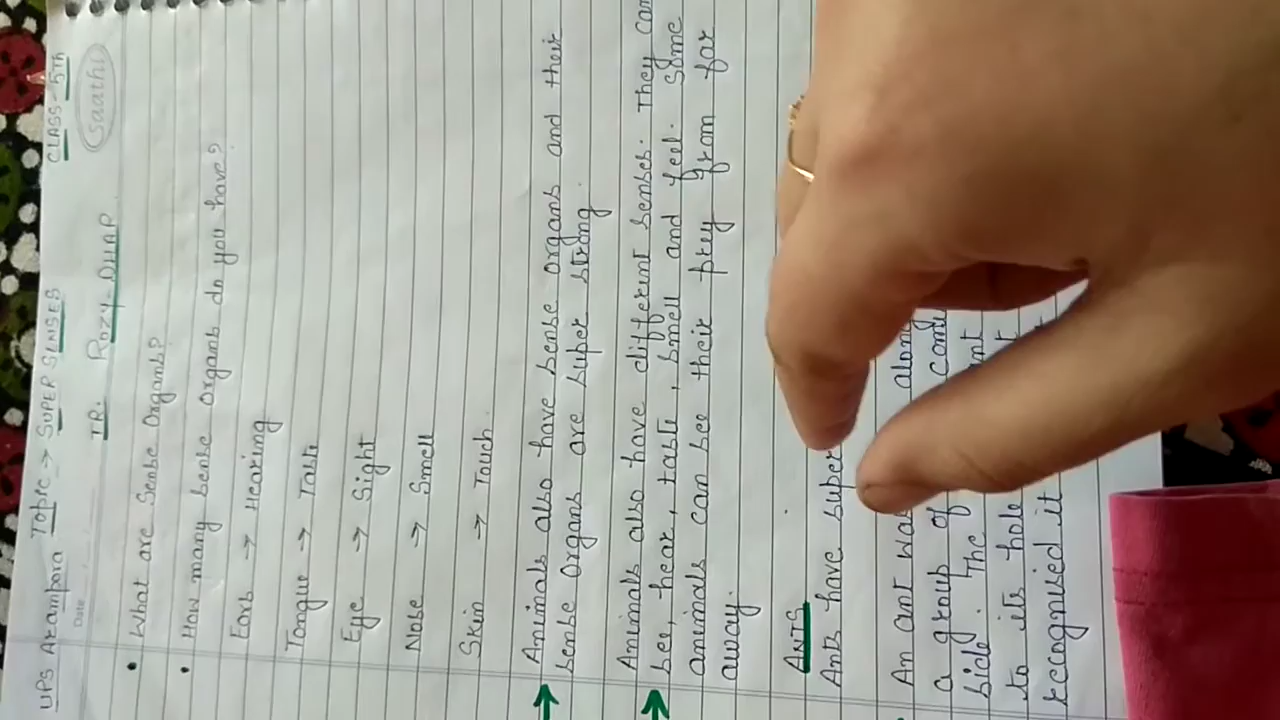 UPS Arampora Topic → SUPER SENSES CLASS - 5TH
Date TR. ROZY-DHAR saathi
• What are Sense Organs?
• How many sense organs do you have?
Ears → Hearing
Tongue → Taste
Eye → Sight
Nose → Smell
Skin → Touch.
→ Animals also have sense organs and their
sense organs are super strong.
→ Animals also have different senses. They can
see, hear, taste, smell and feel. Some
animals can see their prey from far
away.
ANTS
Ants have super
An ant was along
a group of
side. The
to its hole
reccognised it